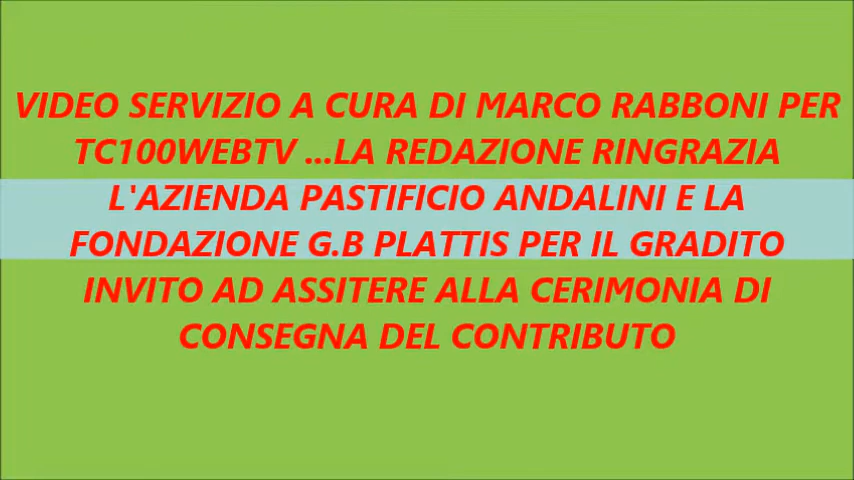 VIDEO SERVIZIO A CURA DI MARCO RABBONI PER
TC100WEBTV ...LA REDAZIONE RINGRAZIA
L'AZIENDA PASTIFICIO ANDALINI E LA
FONDAZIONE G.B PLATTIS PER IL GRADITO
INVITO AD ASSITERE ALLA CERIMONIA DI
CONSEGNA DEL CONTRIBUTO